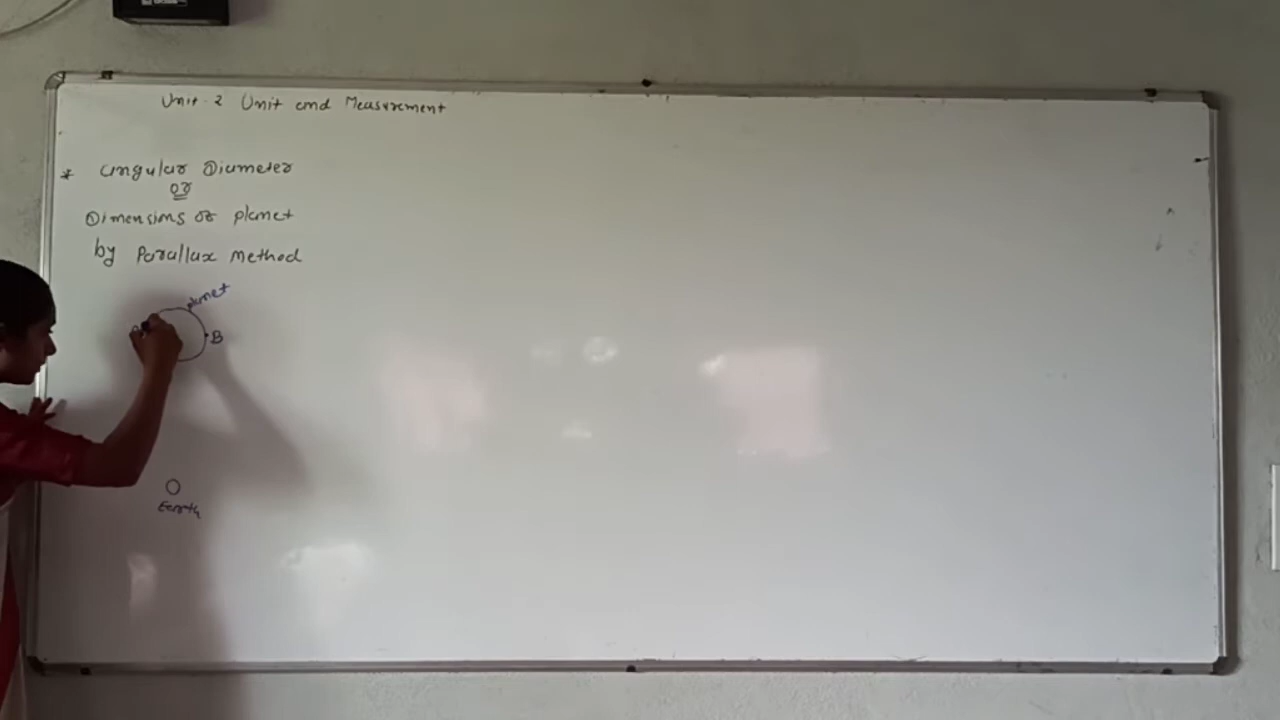 Unit-2 Unit and Measurement
* Angular Diameter
or
Dimensions of planet
by Parallax Method
planet
B
Earth